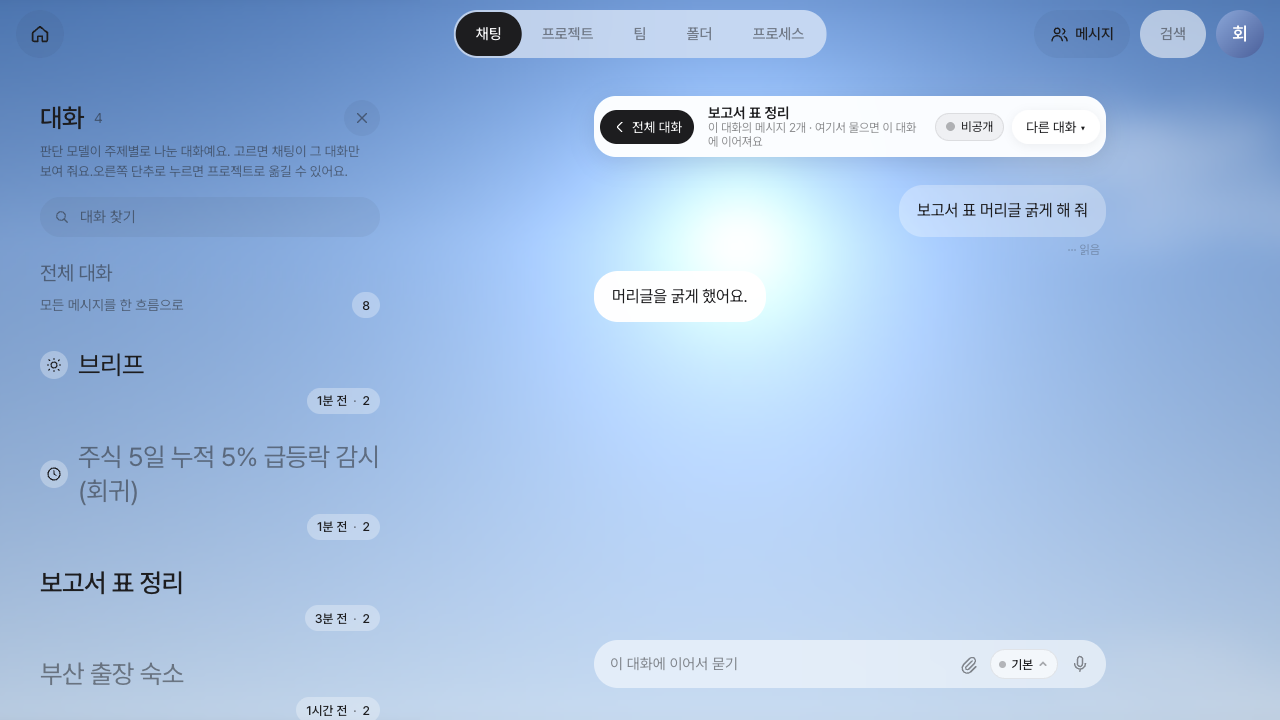 채팅
프로젝트
팀
폴더
프로세스
메시지
검색
회
대화 4
판단 모델이 주제별로 나눈 대화예요. 고르면 채팅이 그 대화만
보여 줘요.오른쪽 단추로 누르면 프로젝트로 옮길 수 있어요.
대화 찾기
전체 대화
모든 메시지를 한 흐름으로
8
브리프
1분 전 · 2
주식 5일 누적 5% 급등락 감시
(회귀)
1분 전 · 2
보고서 표 정리
3분 전 · 2
부산 출장 숙소
1시간 전 · 2
전체 대화
보고서 표 정리
이 대화의 메시지 2개 · 여기서 물으면 이 대화
에 이어져요
비공개
다른 대화 ▾
보고서 표 머리글 굵게 해 줘
··· 읽음
머리글을 굵게 했어요.
이 대화에 이어서 묻기
기본